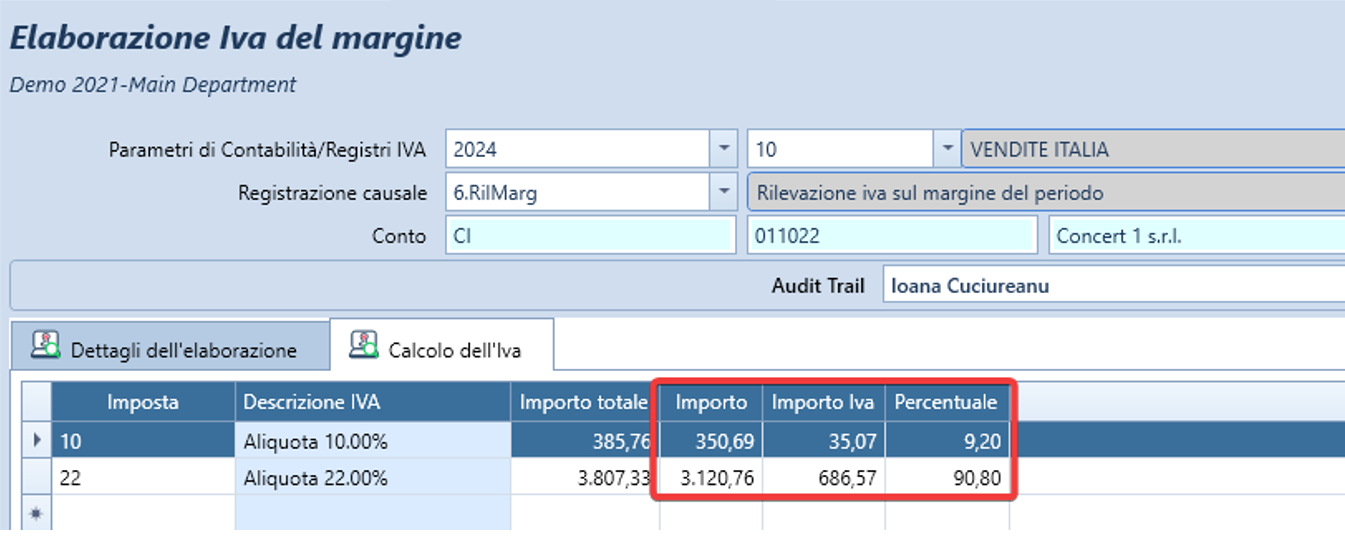 Elaborazione Iva del margine
Demo 2021-Main Department
Parametri di Contabilità/Registri IVA 2024 10 VENDITE ITALIA
Registrazione causale 6.RilMarg Rilevazione iva sul margine del periodo
Conto CI 011022 Concert 1 s.r.l.
Audit Trail Ioana Cuciureanu
Dettagli dell'elaborazione Calcolo dell'Iva
Imposta Descrizione IVA Importo totale Importo Importo Iva Percentuale
10 Aliquota 10.00% 385,76 350,69 35,07 9,20
22 Aliquota 22.00% 3.807,33 3.120,76 686,57 90,80